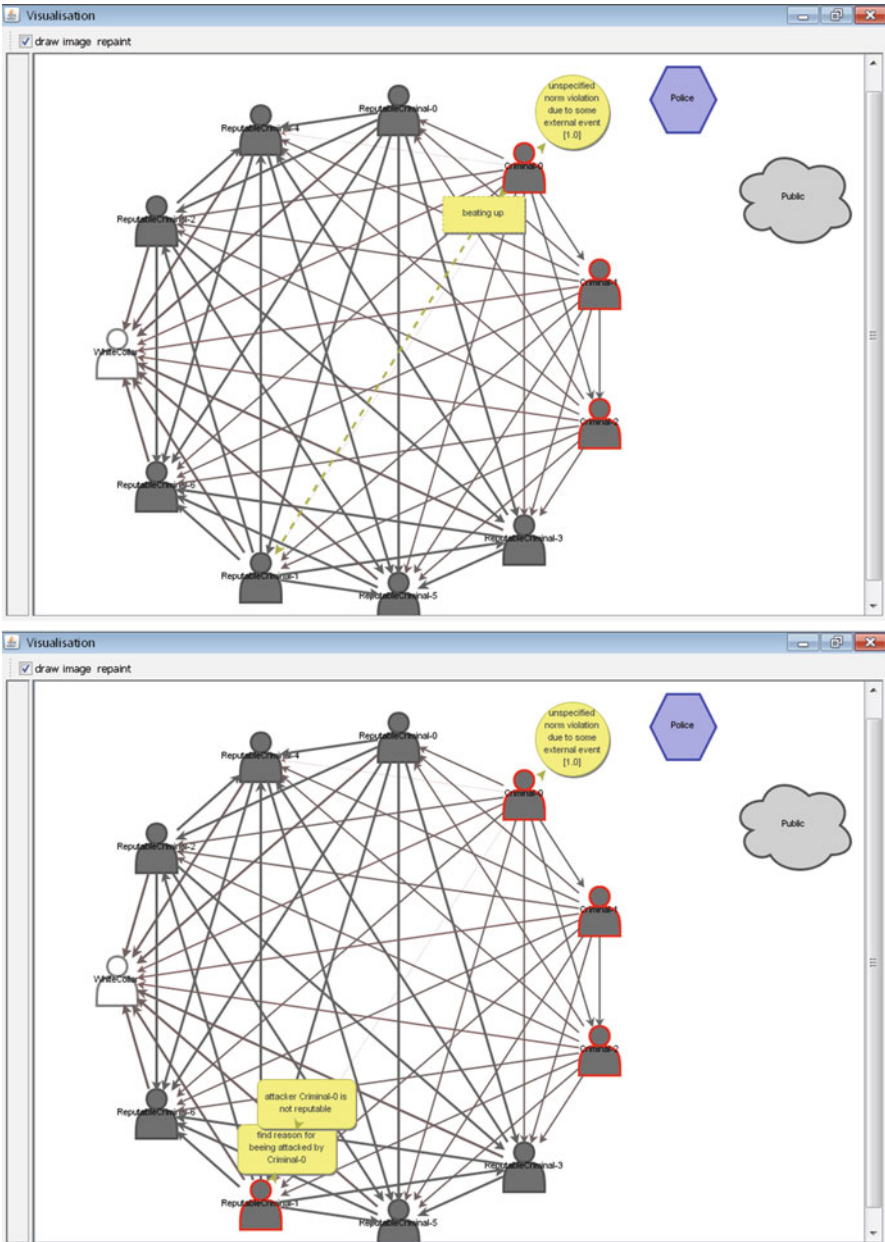 Visualisation
draw image repaint
unspecified
norm violation
due to some
external event
[1.0]
Police
ReputableCriminal-0
ReputableCriminal-4
Criminal-0
Public
beating up
ReputableCriminal-2
Criminal-1
WhiteCollar
Criminal-2
ReputableCriminal-6
ReputableCriminal-3
ReputableCriminal-1
ReputableCriminal-5
Visualisation
draw image repaint
unspecified
norm violation
due to some
external event
[1.0]
Police
ReputableCriminal-0
ReputableCriminal-4
Criminal-0
Public
ReputableCriminal-2
Criminal-1
WhiteCollar
Criminal-2
attacker Criminal-0 is
not reputable
ReputableCriminal-6
find reason for
beeing attacked by
Criminal-0
ReputableCriminal-3
ReputableCriminal-1
ReputableCriminal-5